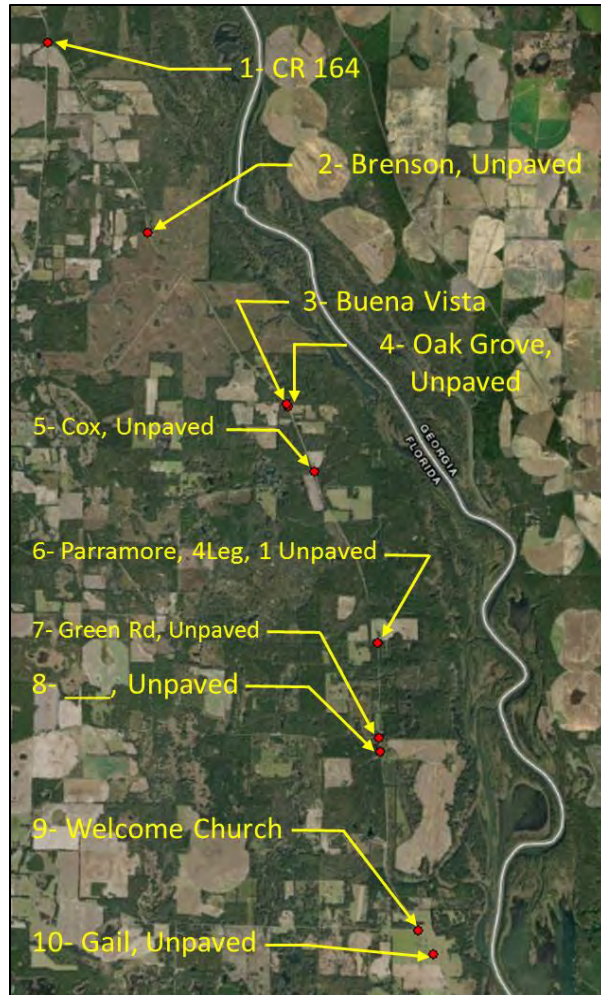 1- CR 164
2- Brenson, Unpaved
3- Buena Vista
4- Oak Grove,
Unpaved
5- Cox, Unpaved
GEORGIA
FLORIDA
6- Parramore, 4Leg, 1 Unpaved
7- Green Rd, Unpaved
8- ___, Unpaved
9- Welcome Church
10- Gail, Unpaved